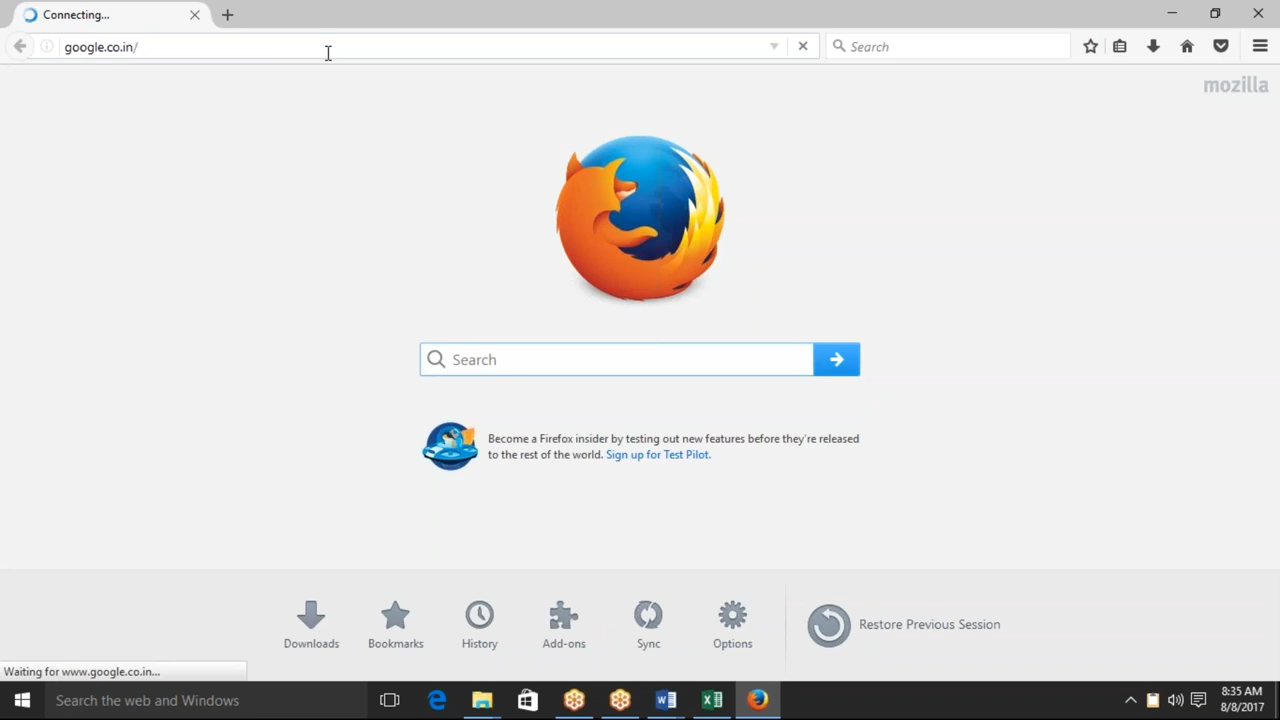 Connecting...
google.co.in/
Search
mozilla
Search
Become a Firefox insider by testing out new features before they're released
to the rest of the world. Sign up for Test Pilot.
Downloads
Bookmarks
History
Add-ons
Sync
Options
Restore Previous Session
Waiting for www.google.co.in...
Search the web and Windows
8:35 AM
8/8/2017